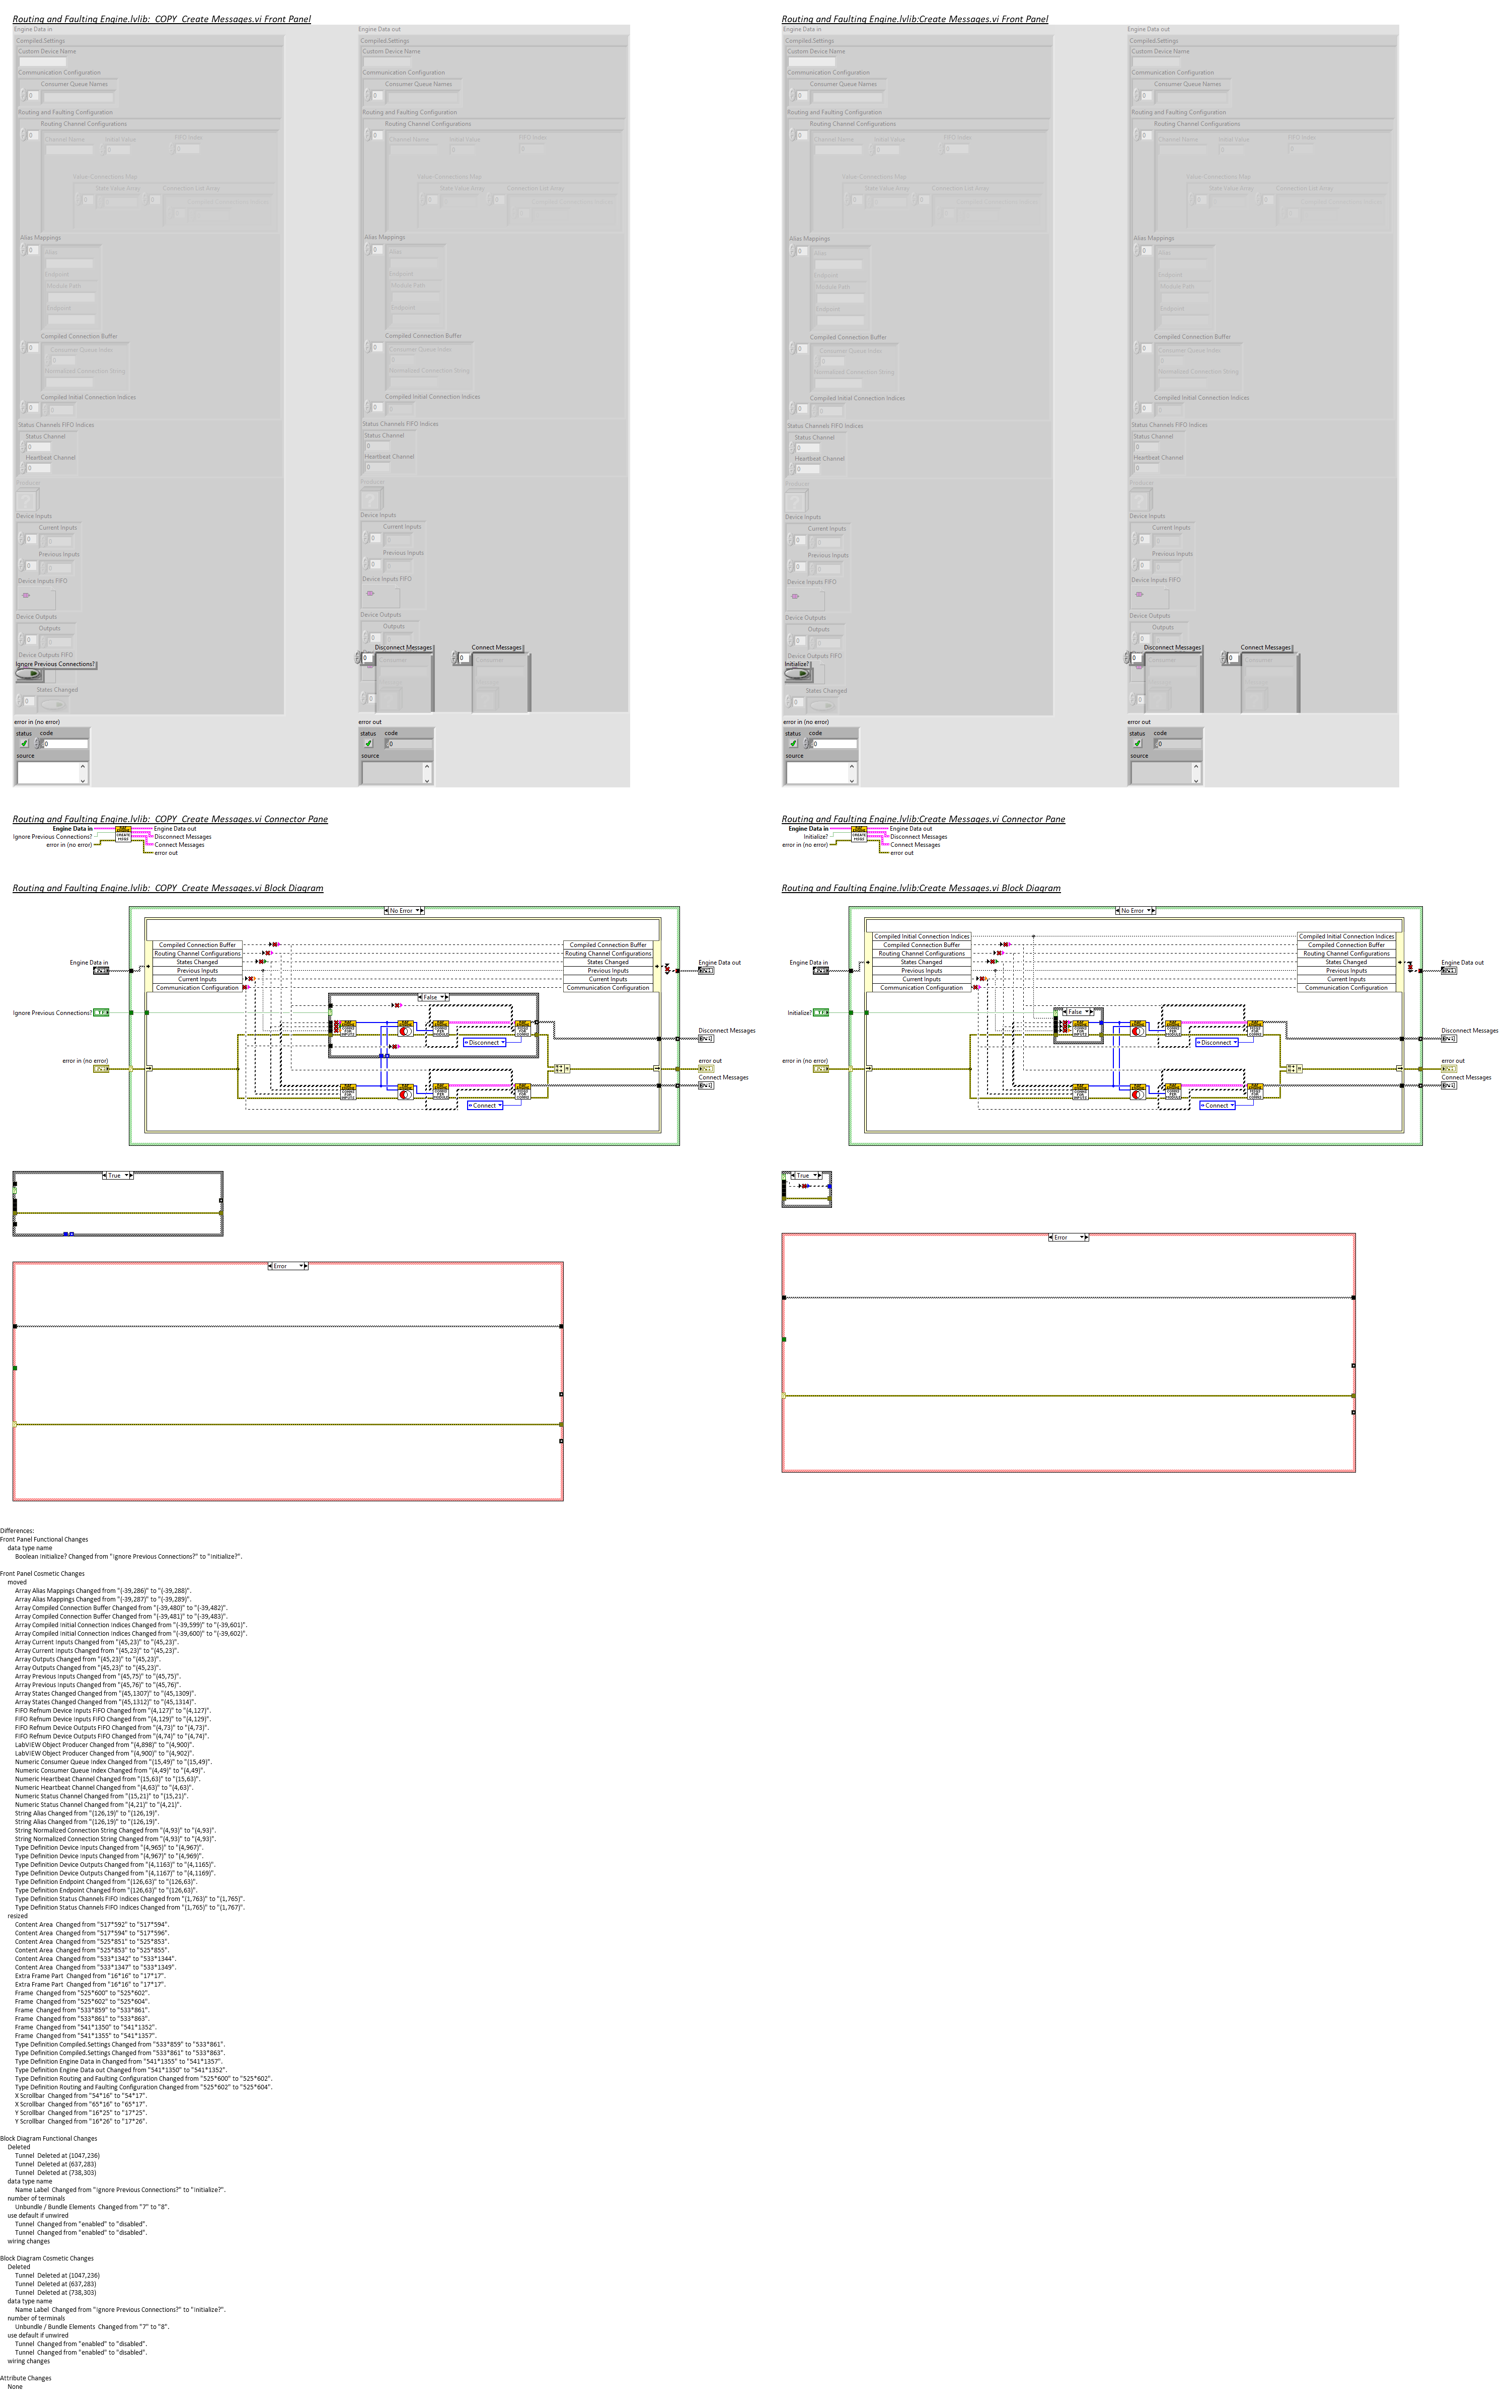 Routing and Faulting Engine.lvlib:  COPY  Create Messages.vi Front Panel
Engine Data in
Engine Data out
Compiled.Settings
Compiled.Settings
Custom Device Name
Custom Device Name
Communication Configuration
Communication Configuration
Consumer Queue Names
Consumer Queue Names
Routing and Faulting Configuration
Routing and Faulting Configuration
Routing Channel Configurations
Routing Channel Configurations
Alias Mappings
Alias Mappings
Compiled Connection Buffer
Compiled Connection Buffer
Compiled Initial Connection Indices
Compiled Initial Connection Indices
Status Channels FIFO Indices
Status Channels FIFO Indices
Status Channel
Status Channel
Heartbeat Channel
Heartbeat Channel
Producer
Producer
Device Inputs
Device Inputs
Current Inputs
Current Inputs
Previous Inputs
Previous Inputs
Device Inputs FIFO
Device Inputs FIFO
Device Outputs
Device Outputs
Outputs
Outputs
Device Outputs FIFO
Disconnect Messages
Connect Messages
Ignore Previous Connections?
States Changed
error in (no error)
error out
status code
status code
source
source
Routing and Faulting Engine.lvlib:Create Messages.vi Front Panel
Engine Data in
Engine Data out
Compiled.Settings
Compiled.Settings
Custom Device Name
Custom Device Name
Communication Configuration
Communication Configuration
Consumer Queue Names
Consumer Queue Names
Routing and Faulting Configuration
Routing and Faulting Configuration
Routing Channel Configurations
Routing Channel Configurations
Alias Mappings
Alias Mappings
Compiled Connection Buffer
Compiled Connection Buffer
Compiled Initial Connection Indices
Compiled Initial Connection Indices
Status Channels FIFO Indices
Status Channels FIFO Indices
Status Channel
Status Channel
Heartbeat Channel
Heartbeat Channel
Producer
Producer
Device Inputs
Device Inputs
Current Inputs
Current Inputs
Previous Inputs
Previous Inputs
Device Inputs FIFO
Device Inputs FIFO
Device Outputs
Device Outputs
Outputs
Outputs
Device Outputs FIFO
Disconnect Messages
Connect Messages
Initialize?
States Changed
error in (no error)
error out
status code
status code
source
source
Routing and Faulting Engine.lvlib:  COPY  Create Messages.vi Connector Pane
Engine Data in
Ignore Previous Connections?
error in (no error)
Engine Data out
Disconnect Messages
Connect Messages
error out
Routing and Faulting Engine.lvlib:Create Messages.vi Connector Pane
Engine Data in
Initialize?
error in (no error)
Engine Data out
Disconnect Messages
Connect Messages
error out
Routing and Faulting Engine.lvlib:  COPY  Create Messages.vi Block Diagram
No Error
Compiled Connection Buffer
Routing Channel Configurations
States Changed
Previous Inputs
Current Inputs
Communication Configuration
Compiled Connection Buffer
Routing Channel Configurations
States Changed
Previous Inputs
Current Inputs
Communication Configuration
Engine Data in
Engine Data out
False
Ignore Previous Connections?
Disconnect Messages
Disconnect
error in (no error)
error out
Connect Messages
Connect
True
Error
Routing and Faulting Engine.lvlib:Create Messages.vi Block Diagram
No Error
Compiled Initial Connection Indices
Compiled Connection Buffer
Routing Channel Configurations
States Changed
Previous Inputs
Current Inputs
Communication Configuration
Compiled Initial Connection Indices
Compiled Connection Buffer
Routing Channel Configurations
States Changed
Previous Inputs
Current Inputs
Communication Configuration
Engine Data in
Engine Data out
False
Initialize?
Disconnect Messages
Disconnect
error in (no error)
error out
Connect Messages
Connect
True
Error
Differences:
Front Panel Functional Changes
data type name
Boolean Initialize? Changed from "Ignore Previous Connections?" to "Initialize?".
Front Panel Cosmetic Changes
moved
Array Alias Mappings Changed from "(-39,286)" to "(-39,288)".
Array Alias Mappings Changed from "(-39,287)" to "(-39,289)".
Array Compiled Connection Buffer Changed from "(-39,480)" to "(-39,482)".
Array Compiled Connection Buffer Changed from "(-39,481)" to "(-39,483)".
Array Compiled Initial Connection Indices Changed from "(-39,599)" to "(-39,601)".
Array Compiled Initial Connection Indices Changed from "(-39,600)" to "(-39,602)".
Array Current Inputs Changed from "(45,23)" to "(45,23)".
Array Current Inputs Changed from "(45,23)" to "(45,23)".
Array Outputs Changed from "(45,23)" to "(45,23)".
Array Outputs Changed from "(45,23)" to "(45,23)".
Array Previous Inputs Changed from "(45,75)" to "(45,75)".
Array Previous Inputs Changed from "(45,76)" to "(45,76)".
Array States Changed Changed from "(45,1307)" to "(45,1309)".
Array States Changed Changed from "(45,1312)" to "(45,1314)".
FIFO Refnum Device Inputs FIFO Changed from "(4,127)" to "(4,127)".
FIFO Refnum Device Inputs FIFO Changed from "(4,129)" to "(4,129)".
FIFO Refnum Device Outputs FIFO Changed from "(4,73)" to "(4,73)".
FIFO Refnum Device Outputs FIFO Changed from "(4,74)" to "(4,74)".
LabVIEW Object Producer Changed from "(4,898)" to "(4,900)".
LabVIEW Object Producer Changed from "(4,900)" to "(4,902)".
Numeric Consumer Queue Index Changed from "(15,49)" to "(15,49)".
Numeric Consumer Queue Index Changed from "(4,49)" to "(4,49)".
Numeric Heartbeat Channel Changed from "(15,63)" to "(15,63)".
Numeric Heartbeat Channel Changed from "(4,63)" to "(4,63)".
Numeric Status Channel Changed from "(15,21)" to "(15,21)".
Numeric Status Channel Changed from "(4,21)" to "(4,21)".
String Alias Changed from "(126,19)" to "(126,19)".
String Alias Changed from "(126,19)" to "(126,19)".
String Normalized Connection String Changed from "(4,93)" to "(4,93)".
String Normalized Connection String Changed from "(4,93)" to "(4,93)".
Type Definition Device Inputs Changed from "(4,965)" to "(4,967)".
Type Definition Device Inputs Changed from "(4,967)" to "(4,969)".
Type Definition Device Outputs Changed from "(4,1163)" to "(4,1165)".
Type Definition Device Outputs Changed from "(4,1167)" to "(4,1169)".
Type Definition Endpoint Changed from "(126,63)" to "(126,63)".
Type Definition Endpoint Changed from "(126,63)" to "(126,63)".
Type Definition Status Channels FIFO Indices Changed from "(1,763)" to "(1,765)".
Type Definition Status Channels FIFO Indices Changed from "(1,765)" to "(1,767)".
resized
Content Area  Changed from "517*592" to "517*594".
Content Area  Changed from "517*594" to "517*596".
Content Area  Changed from "525*851" to "525*853".
Content Area  Changed from "525*853" to "525*855".
Content Area  Changed from "533*1342" to "533*1344".
Content Area  Changed from "533*1347" to "533*1349".
Extra Frame Part  Changed from "16*16" to "17*17".
Extra Frame Part  Changed from "16*16" to "17*17".
Frame  Changed from "525*600" to "525*602".
Frame  Changed from "525*602" to "525*604".
Frame  Changed from "533*859" to "533*861".
Frame  Changed from "533*861" to "533*863".
Frame  Changed from "541*1350" to "541*1352".
Frame  Changed from "541*1355" to "541*1357".
Type Definition Compiled.Settings Changed from "533*859" to "533*861".
Type Definition Compiled.Settings Changed from "533*861" to "533*863".
Type Definition Engine Data in Changed from "541*1355" to "541*1357".
Type Definition Engine Data out Changed from "541*1350" to "541*1352".
Type Definition Routing and Faulting Configuration Changed from "525*600" to "525*602".
Type Definition Routing and Faulting Configuration Changed from "525*602" to "525*604".
X Scrollbar  Changed from "54*16" to "54*17".
X Scrollbar  Changed from "65*16" to "65*17".
Y Scrollbar  Changed from "16*25" to "17*25".
Y Scrollbar  Changed from "16*26" to "17*26".
Block Diagram Functional Changes
Deleted
Tunnel  Deleted at (1047,236)
Tunnel  Deleted at (637,283)
Tunnel  Deleted at (738,303)
data type name
Name Label  Changed from "Ignore Previous Connections?" to "Initialize?".
number of terminals
Unbundle / Bundle Elements  Changed from "7" to "8".
use default if unwired
Tunnel  Changed from "enabled" to "disabled".
Tunnel  Changed from "enabled" to "disabled".
wiring changes
Block Diagram Cosmetic Changes
Deleted
Tunnel  Deleted at (1047,236)
Tunnel  Deleted at (637,283)
Tunnel  Deleted at (738,303)
data type name
Name Label  Changed from "Ignore Previous Connections?" to "Initialize?".
number of terminals
Unbundle / Bundle Elements  Changed from "7" to "8".
use default if unwired
Tunnel  Changed from "enabled" to "disabled".
Tunnel  Changed from "enabled" to "disabled".
wiring changes
Attribute Changes
None